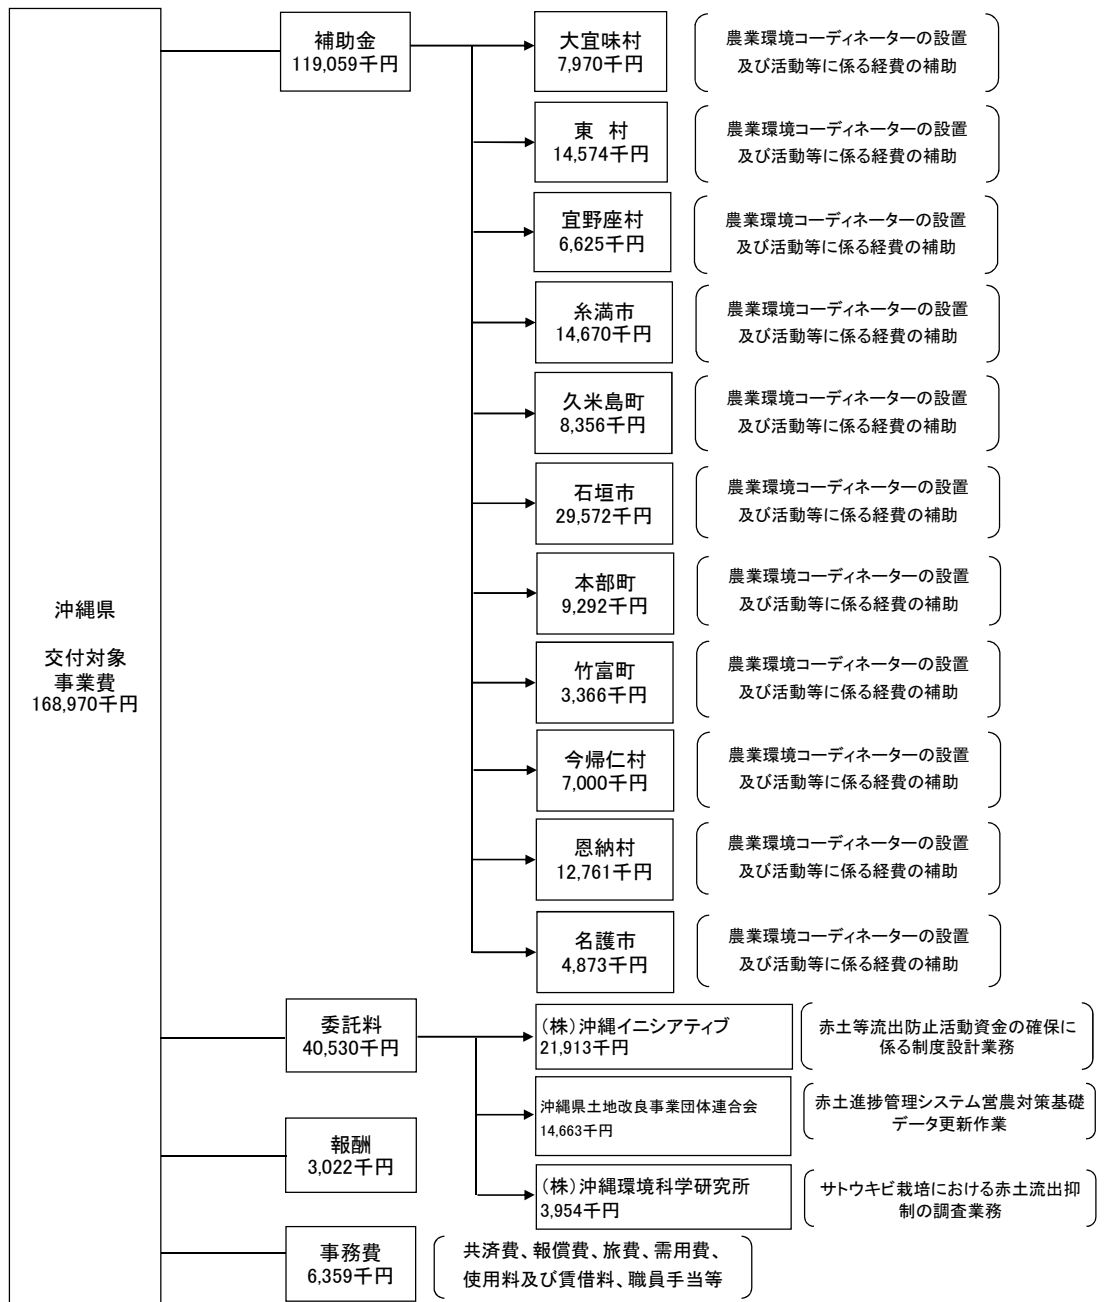 沖縄県
交付対象
事業費
168,970千円
補助金
119,059千円
大宜味村
7,970千円
農業環境コーディネーターの設置
及び活動等に係る経費の補助
東 村
14,574千円
農業環境コーディネーターの設置
及び活動等に係る経費の補助
宜野座村
6,625千円
農業環境コーディネーターの設置
及び活動等に係る経費の補助
糸満市
14,670千円
農業環境コーディネーターの設置
及び活動等に係る経費の補助
久米島町
8,356千円
農業環境コーディネーターの設置
及び活動等に係る経費の補助
石垣市
29,572千円
農業環境コーディネーターの設置
及び活動等に係る経費の補助
本部町
9,292千円
農業環境コーディネーターの設置
及び活動等に係る経費の補助
竹富町
3,366千円
農業環境コーディネーターの設置
及び活動等に係る経費の補助
今帰仁村
7,000千円
農業環境コーディネーターの設置
及び活動等に係る経費の補助
恩納村
12,761千円
農業環境コーディネーターの設置
及び活動等に係る経費の補助
名護市
4,873千円
農業環境コーディネーターの設置
及び活動等に係る経費の補助
委託料
40,530千円
(株)沖縄イニシアティブ
21,913千円
赤土等流出防止活動資金の確保に
係る制度設計業務
沖縄県土地改良事業団体連合会
14,663千円
赤土進捗管理システム営農対策基礎
データ更新作業
(株)沖縄環境科学研究所
3,954千円
サトウキビ栽培における赤土流出抑
制の調査業務
報酬
3,022千円
事務費
6,359千円
共済費、報償費、旅費、需用費、
使用料及び賃借料、職員手当等